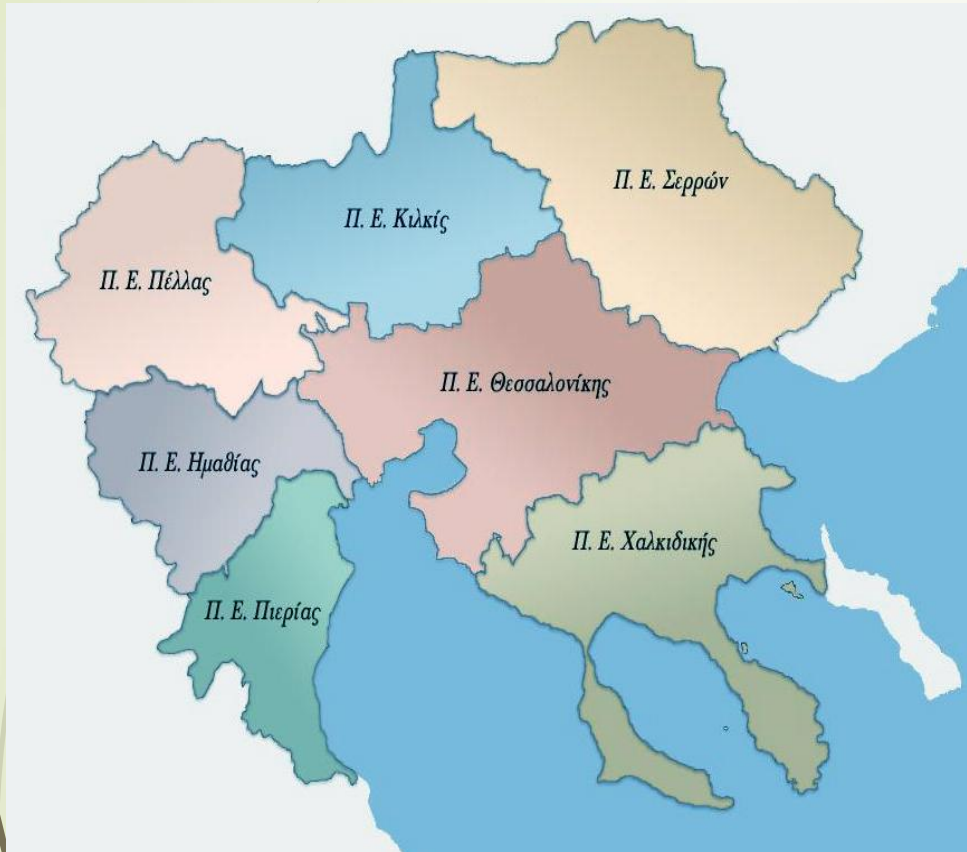 Π. Ε. Σερρών
Π. Ε. Κιλκίς
Π. Ε. Πέλλας
Π. Ε. Θεσσαλονίκης
Π. Ε. Ημαθίας
Π. Ε. Χαλκιδικής
Π. Ε. Πιερίας